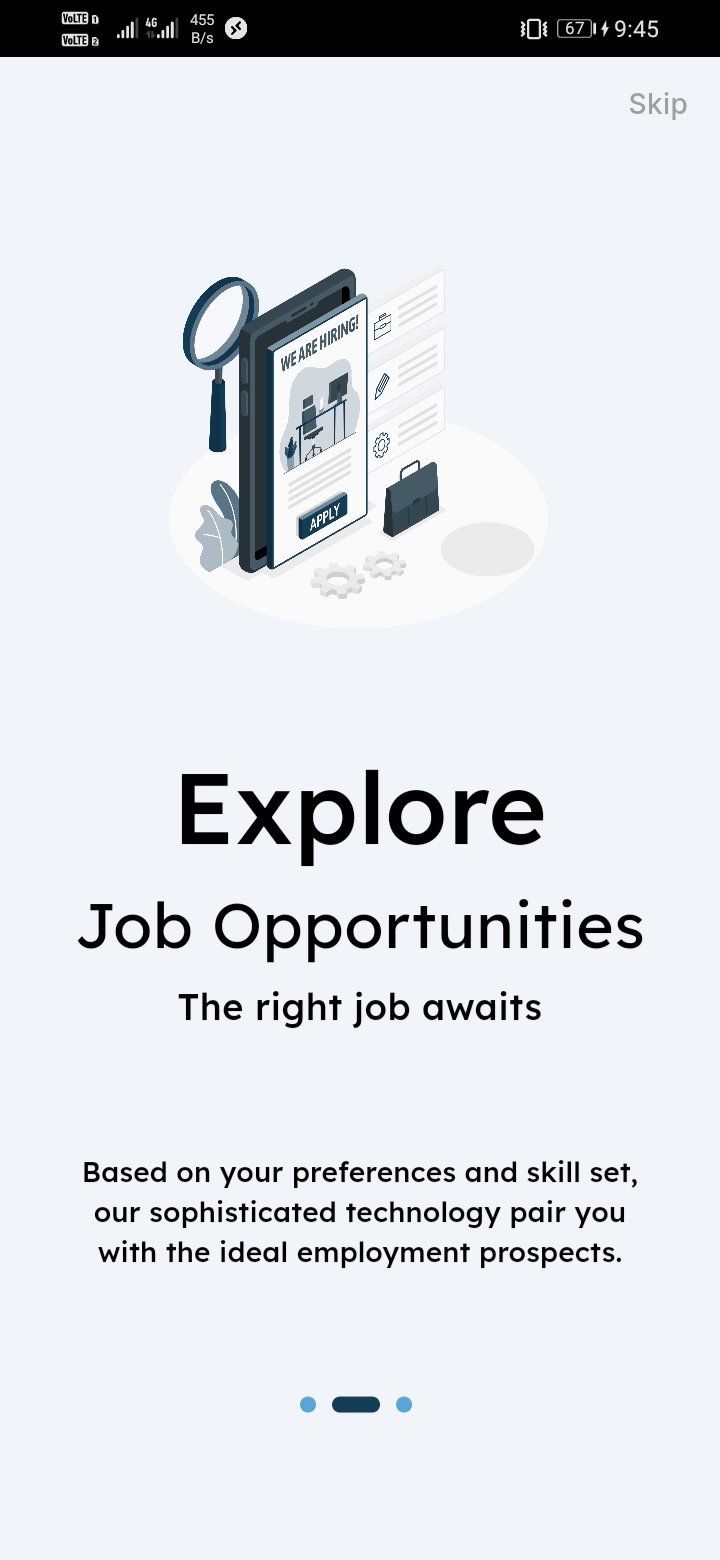 VoLTE 1
VoLTE 2
4G
455
B/s
67
9:45
Skip
WE ARE HIRING!
APPLY
Explore
Job Opportunities
The right job awaits
Based on your preferences and skill set,
our sophisticated technology pair you
with the ideal employment prospects.